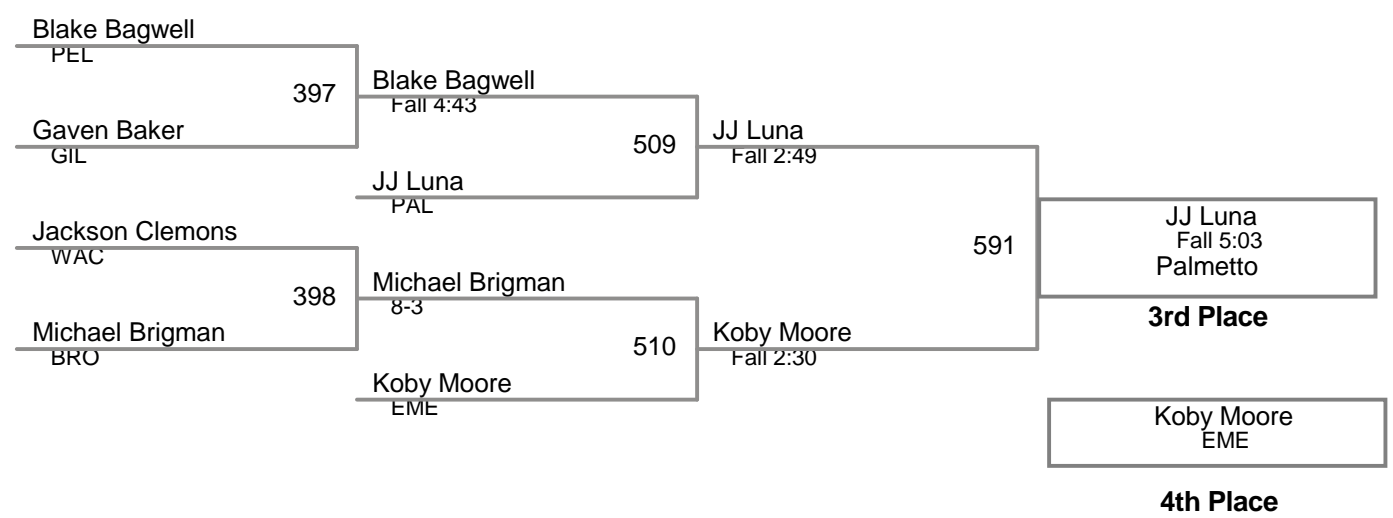 Blake Bagwell
PEL
397
Gaven Baker
GIL
Blake Bagwell
Fall 4:43
509
JJ Luna
PAL
Jackson Clemons
WAC
398
Michael Brigman
BRO
Michael Brigman
8-3
510
Koby Moore
EME
JJ Luna
Fall 2:49
591
Koby Moore
Fall 2:30
JJ Luna
Fall 5:03
Palmetto
3rd Place
Koby Moore
EME
4th Place